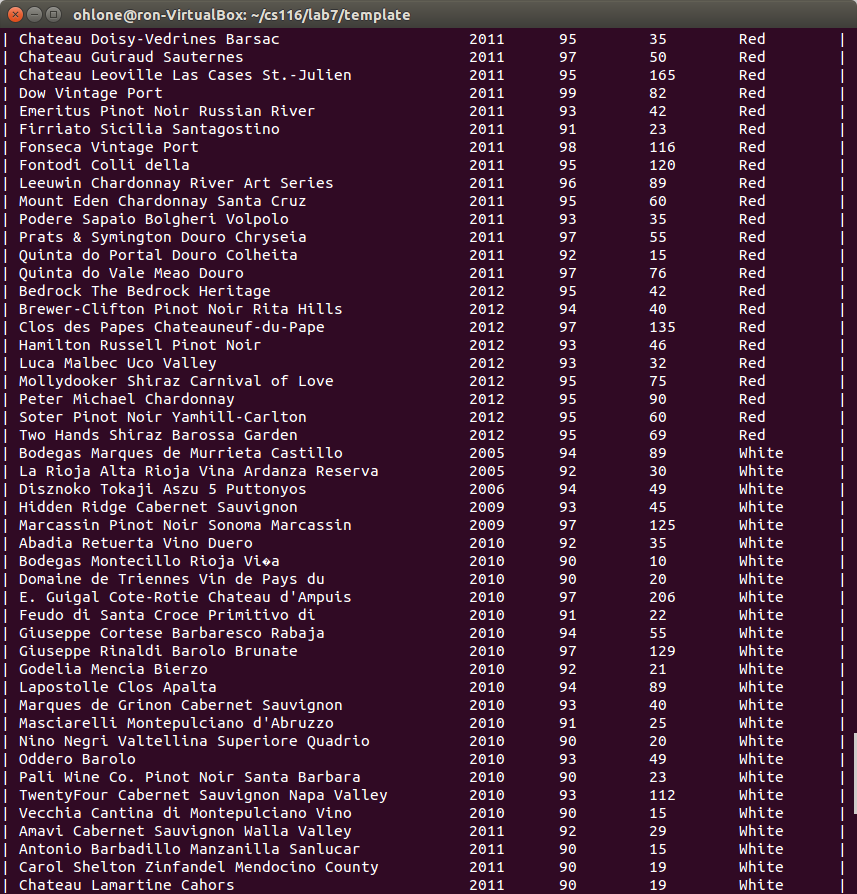 ohlone@ron-VirtualBox: ~/cs116/lab7/template
| Chateau Doisy-Vedrines Barsac 2011 95 35 Red |
| Chateau Guiraud Sauternes 2011 97 50 Red |
| Chateau Leoville Las Cases St.-Julien 2011 95 165 Red |
| Dow Vintage Port 2011 99 82 Red |
| Emeritus Pinot Noir Russian River 2011 93 42 Red |
| Firriato Sicilia Santagostino 2011 91 23 Red |
| Fonseca Vintage Port 2011 98 116 Red |
| Fontodi Colli della 2011 95 120 Red |
| Leeuwin Chardonnay River Art Series 2011 96 89 Red |
| Mount Eden Chardonnay Santa Cruz 2011 95 60 Red |
| Podere Sapaio Bolgheri Volpolo 2011 93 35 Red |
| Prats & Symington Douro Chryseia 2011 97 55 Red |
| Quinta do Portal Douro Colheita 2011 92 15 Red |
| Quinta do Vale Meao Douro 2011 97 76 Red |
| Bedrock The Bedrock Heritage 2012 95 42 Red |
| Brewer-Clifton Pinot Noir Rita Hills 2012 94 40 Red |
| Clos des Papes Chateauneuf-du-Pape 2012 97 135 Red |
| Hamilton Russell Pinot Noir 2012 93 46 Red |
| Luca Malbec Uco Valley 2012 93 32 Red |
| Mollydooker Shiraz Carnival of Love 2012 95 75 Red |
| Peter Michael Chardonnay 2012 95 90 Red |
| Soter Pinot Noir Yamhill-Carlton 2012 95 60 Red |
| Two Hands Shiraz Barossa Garden 2012 95 69 Red |
| Bodegas Marques de Murrieta Castillo 2005 94 89 White |
| La Rioja Alta Rioja Vina Ardanza Reserva 2005 92 30 White |
| Disznoko Tokaji Aszu 5 Puttonyos 2006 94 49 White |
| Hidden Ridge Cabernet Sauvignon 2009 93 45 White |
| Marcassin Pinot Noir Sonoma Marcassin 2009 97 125 White |
| Abadia Retuerta Vino Duero 2010 92 35 White |
| Bodegas Montecillo Rioja Vi�a 2010 90 10 White |
| Domaine de Triennes Vin de Pays du 2010 90 20 White |
| E. Guigal Cote-Rotie Chateau d'Ampuis 2010 97 206 White |
| Feudo di Santa Croce Primitivo di 2010 91 22 White |
| Giuseppe Cortese Barbaresco Rabaja 2010 94 55 White |
| Giuseppe Rinaldi Barolo Brunate 2010 97 129 White |
| Godelia Mencia Bierzo 2010 92 21 White |
| Lapostolle Clos Apalta 2010 94 89 White |
| Marques de Grinon Cabernet Sauvignon 2010 93 40 White |
| Masciarelli Montepulciano d'Abruzzo 2010 91 25 White |
| Nino Negri Valtellina Superiore Quadrio 2010 90 20 White |
| Oddero Barolo 2010 93 49 White |
| Pali Wine Co. Pinot Noir Santa Barbara 2010 90 23 White |
| TwentyFour Cabernet Sauvignon Napa Valley 2010 93 112 White |
| Vecchia Cantina di Montepulciano Vino 2010 90 15 White |
| Amavi Cabernet Sauvignon Walla Valley 2011 92 29 White |
| Antonio Barbadillo Manzanilla Sanlucar 2011 90 15 White |
| Carol Shelton Zinfandel Mendocino County 2011 90 19 White |
| Chateau Lamartine Cahors 2011 90 19 White |